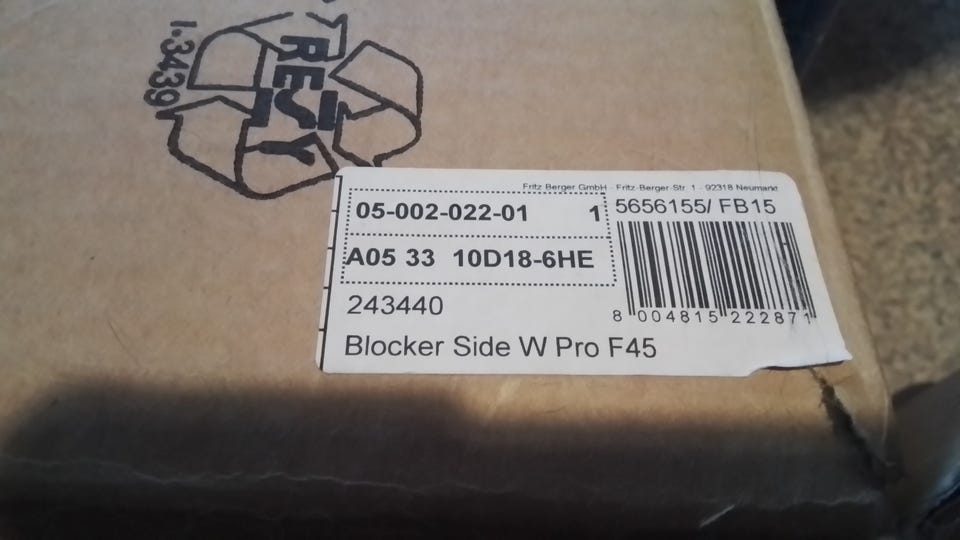 RESY
I-3439
Fritz Berger GmbH - Fritz-Berger-Str. 1 - 92318 Neumarkt
05-002-022-01 1
5656155/ FB15
A05 33 10D18-6HE
243440
8 004815 222871
Blocker Side W Pro F45